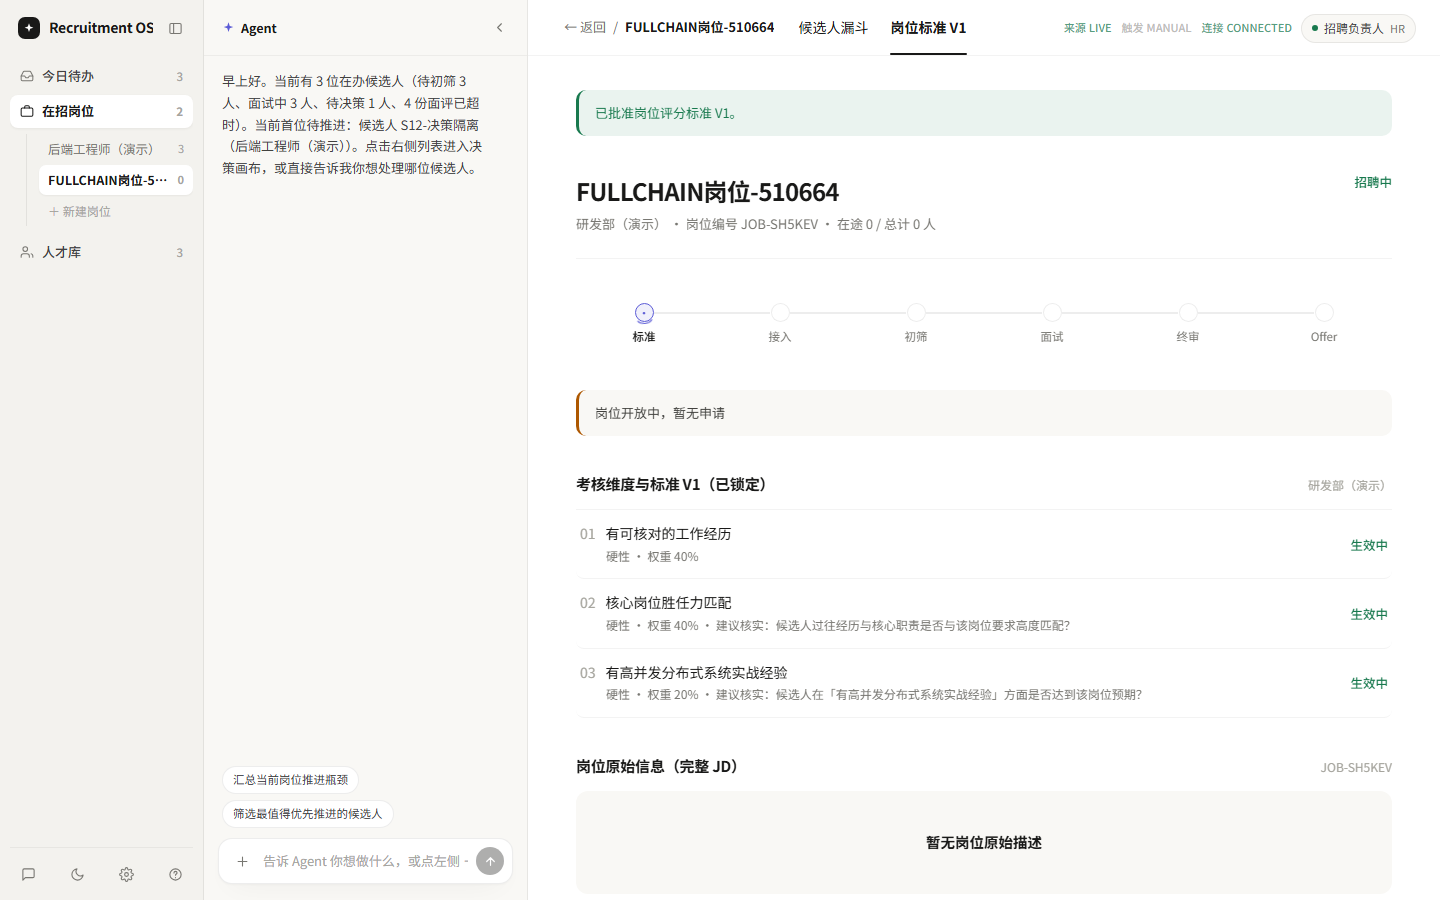 Recruitment OS
今日待办 3
在招岗位 2
后端工程师（演示） 3
FULLCHAIN岗位-5··· 0
+ 新建岗位
人才库 3
Agent
早上好。当前有 3 位在办候选人（待初筛 3
人、面试中 3 人、待决策 1 人、4 份面评已超
时）。当前首位待推进：候选人 S12-决策隔离
（后端工程师（演示））。点击右侧列表进入决
策画布，或直接告诉我你想处理哪位候选人。
汇总当前岗位推进瓶颈
筛选最值得优先推进的候选人
告诉 Agent 你想做什么，或点左侧 -
← 返回 / FULLCHAIN岗位-510664 候选人漏斗 岗位标准 V1
来源 LIVE 触发 MANUAL 连接 CONNECTED 招聘负责人 HR
已批准岗位评分标准 V1。
FULLCHAIN岗位-510664 招聘中
研发部（演示） · 岗位编号 JOB-SH5KEV · 在途 0 / 总计 0 人
标准 接入 初筛 面试 终审 Offer
岗位开放中，暂无申请
考核维度与标准 V1（已锁定） 研发部（演示）
01 有可核对的工作经历
硬性 · 权重 40%
生效中
02 核心岗位胜任力匹配
硬性 · 权重 40% · 建议核实：候选人过往经历与核心职责是否与该岗位要求高度匹配？
生效中
03 有高并发分布式系统实战经验
硬性 · 权重 20% · 建议核实：候选人在「有高并发分布式系统实战经验」方面是否达到该岗位预期？
生效中
岗位原始信息（完整 JD） JOB-SH5KEV
暂无岗位原始描述